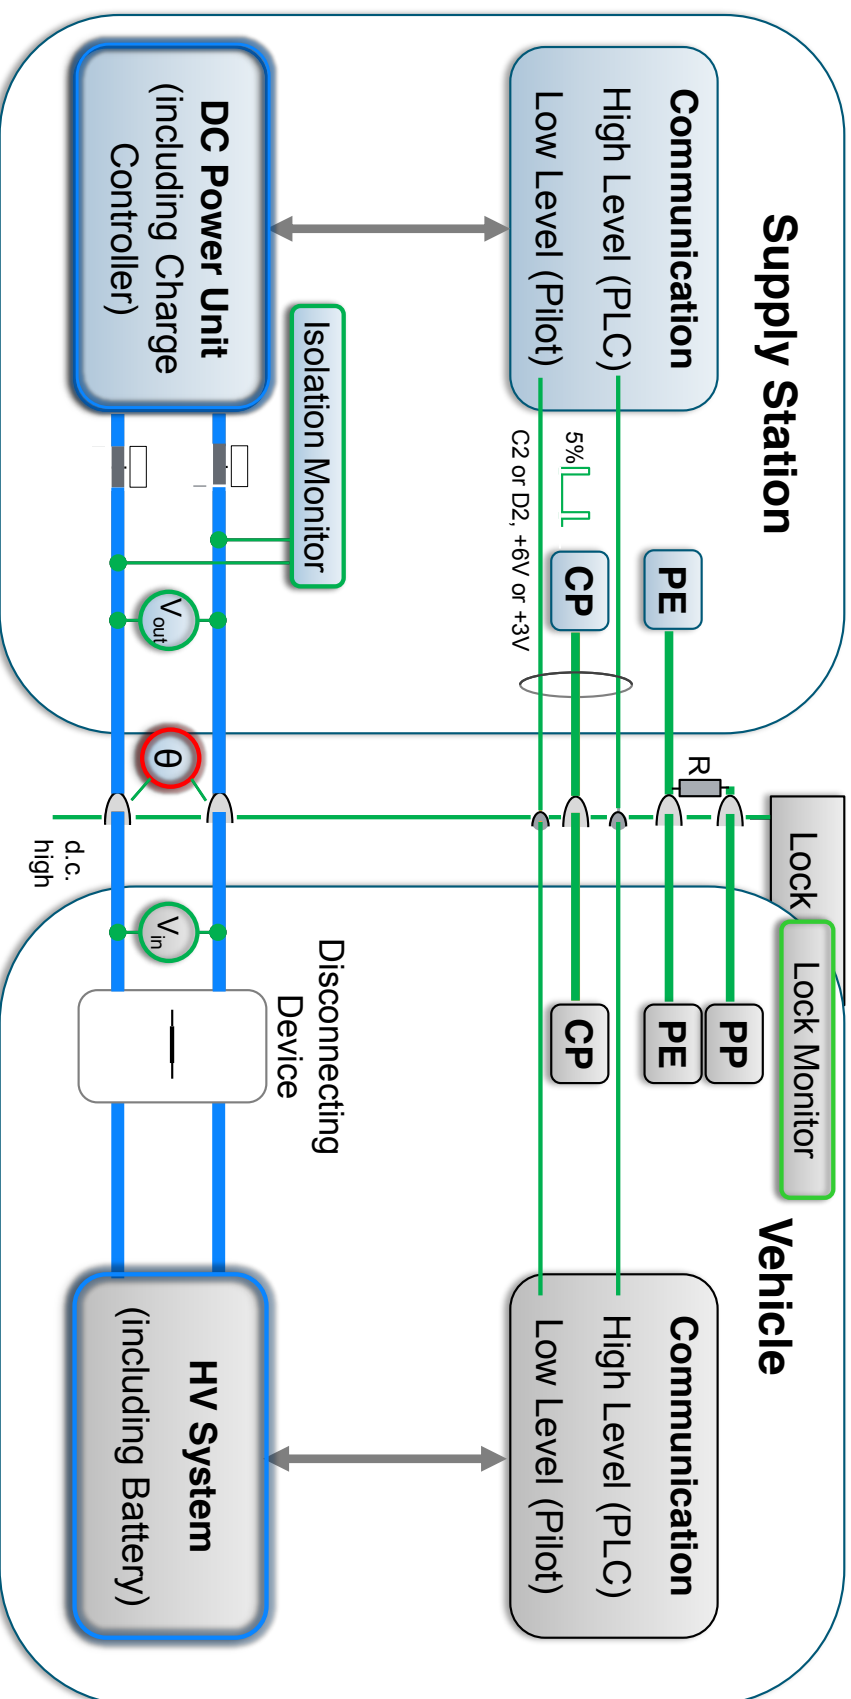 Supply Station
Communication
High Level (PLC)
Low Level (Pilot)
5%
C2 or D2, +6V or +3V
PE
CP
Isolation Monitor
DC Power Unit
(including Charge
Controller)
Vout
θ
R
d.c.
high
Lock
Lock Monitor
Vehicle
PP
PE
CP
Vin
Disconnecting
Device
Communication
High Level (PLC)
Low Level (Pilot)
HV System
(including Battery)